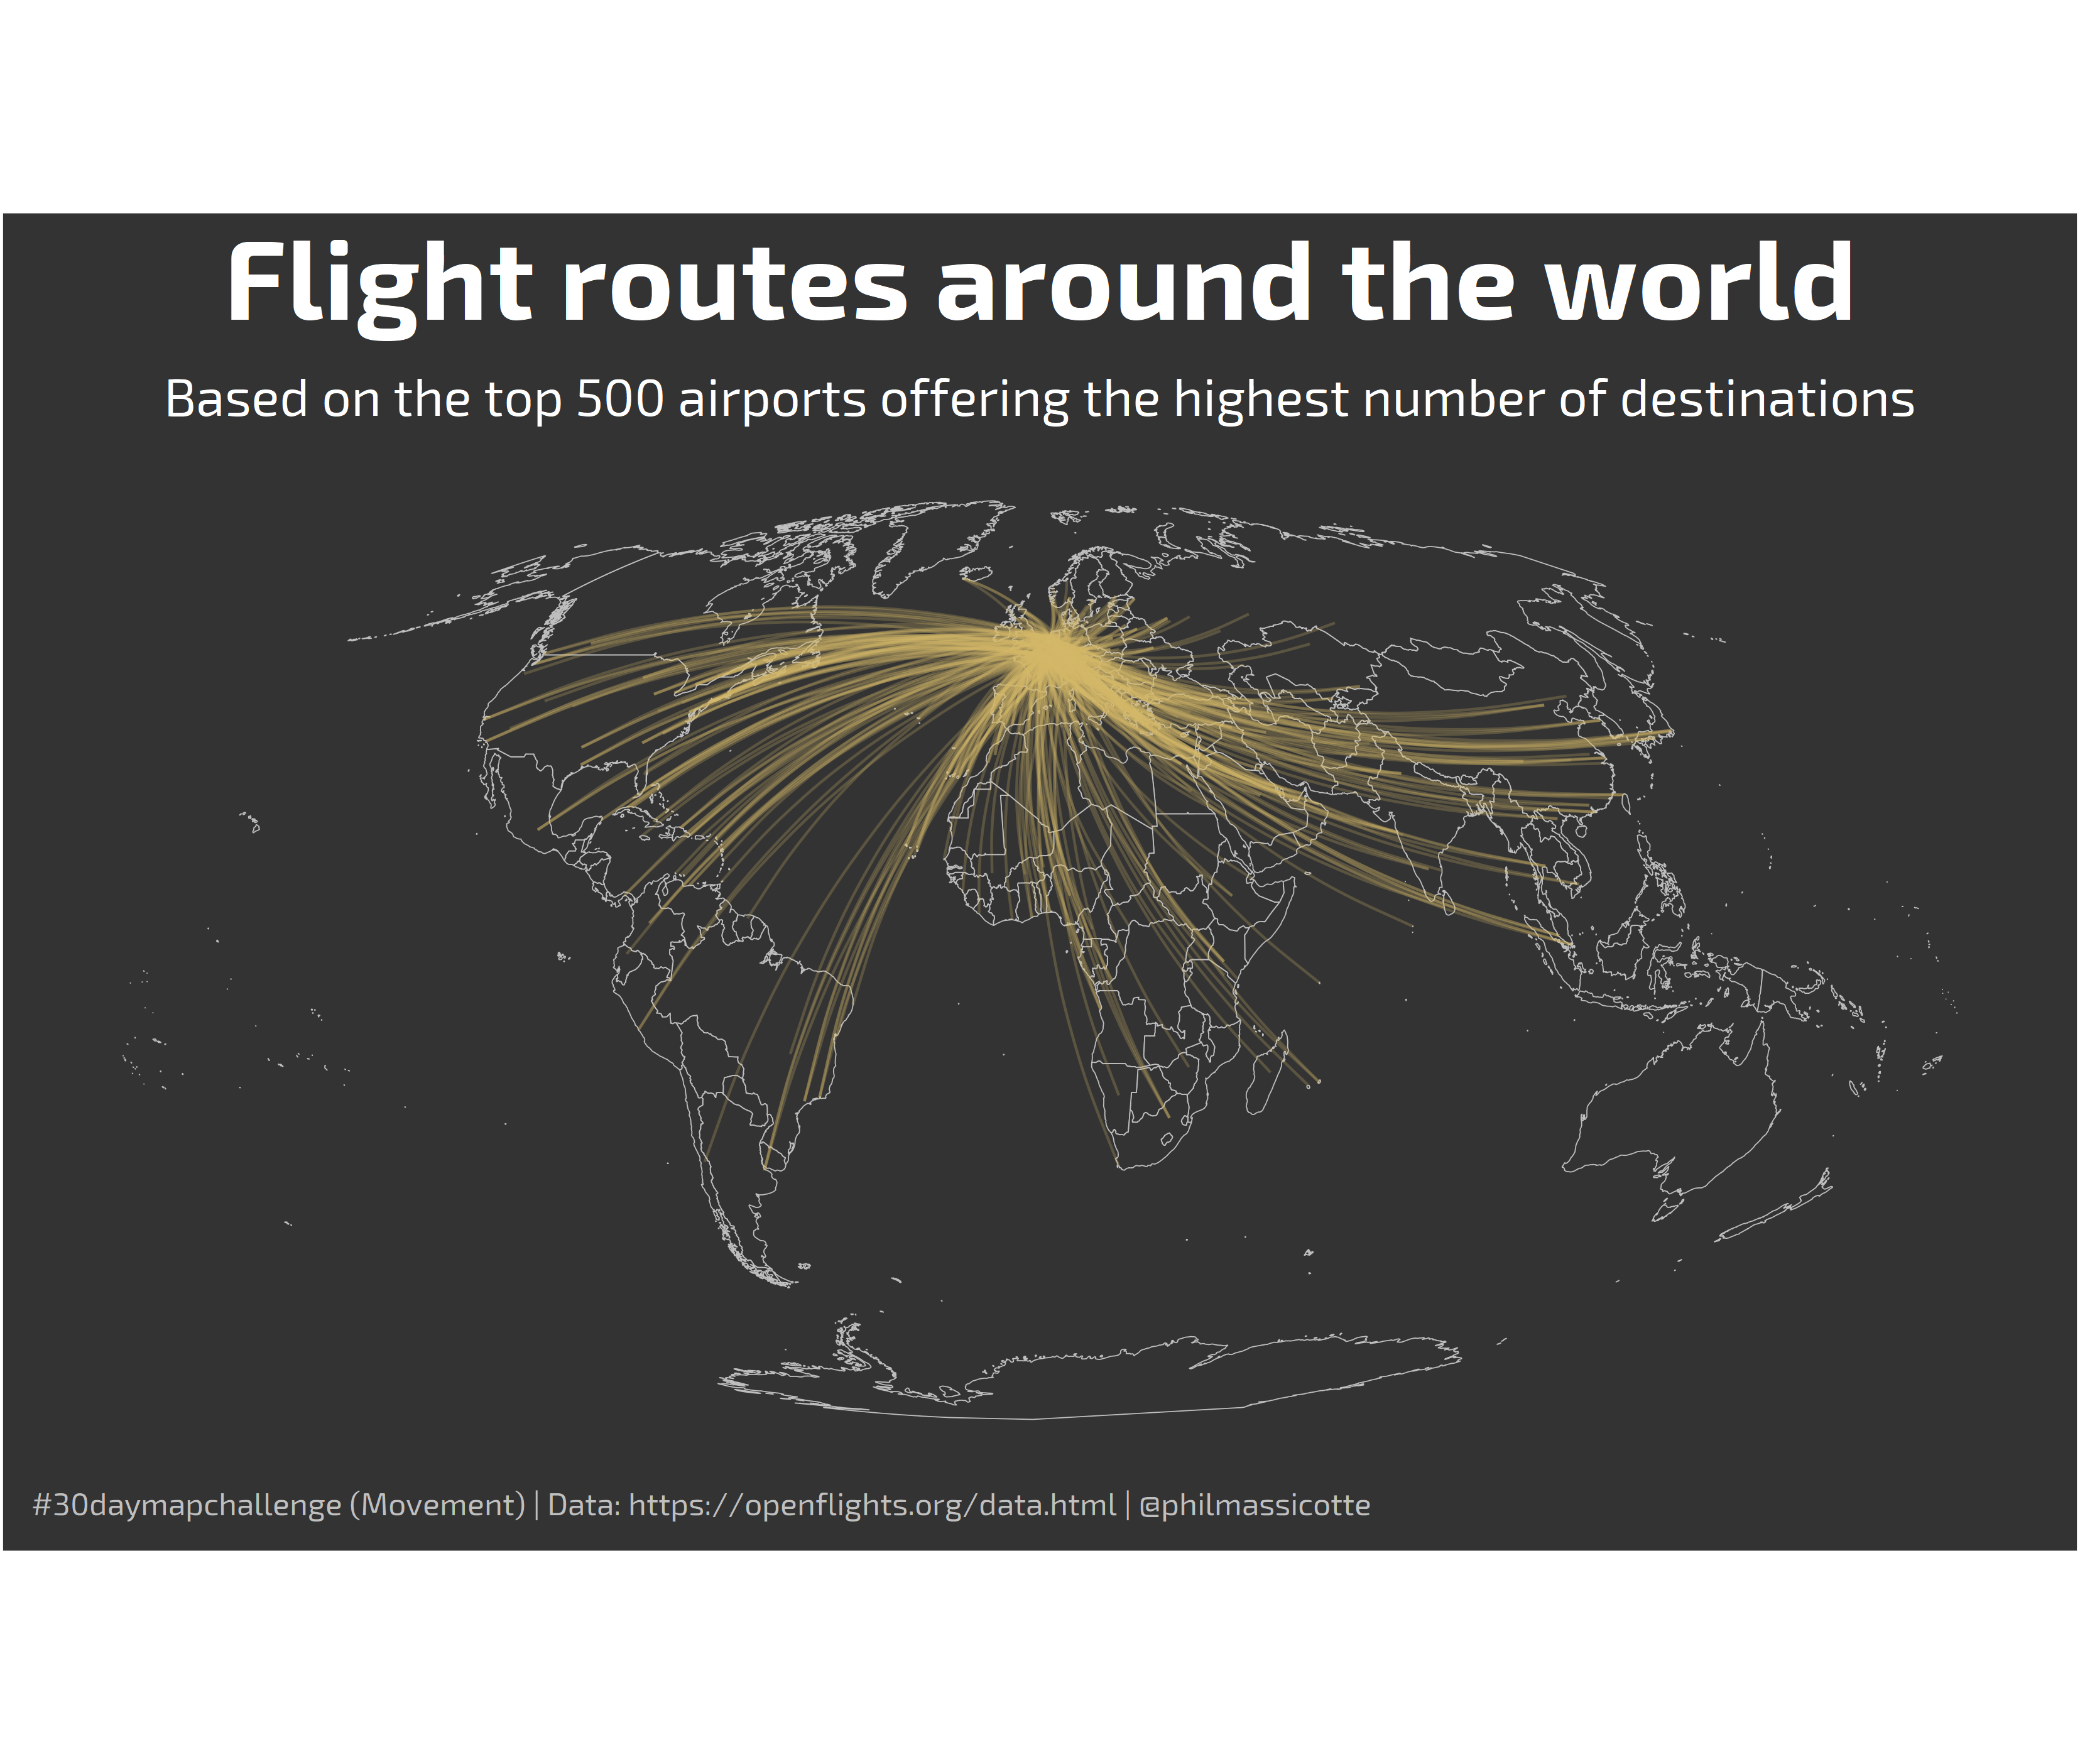 Flight routes around the world
Based on the top 500 airports offering the highest number of destinations
#30daymapchallenge (Movement) | Data: https://openflights.org/data.html | @philmassicotte